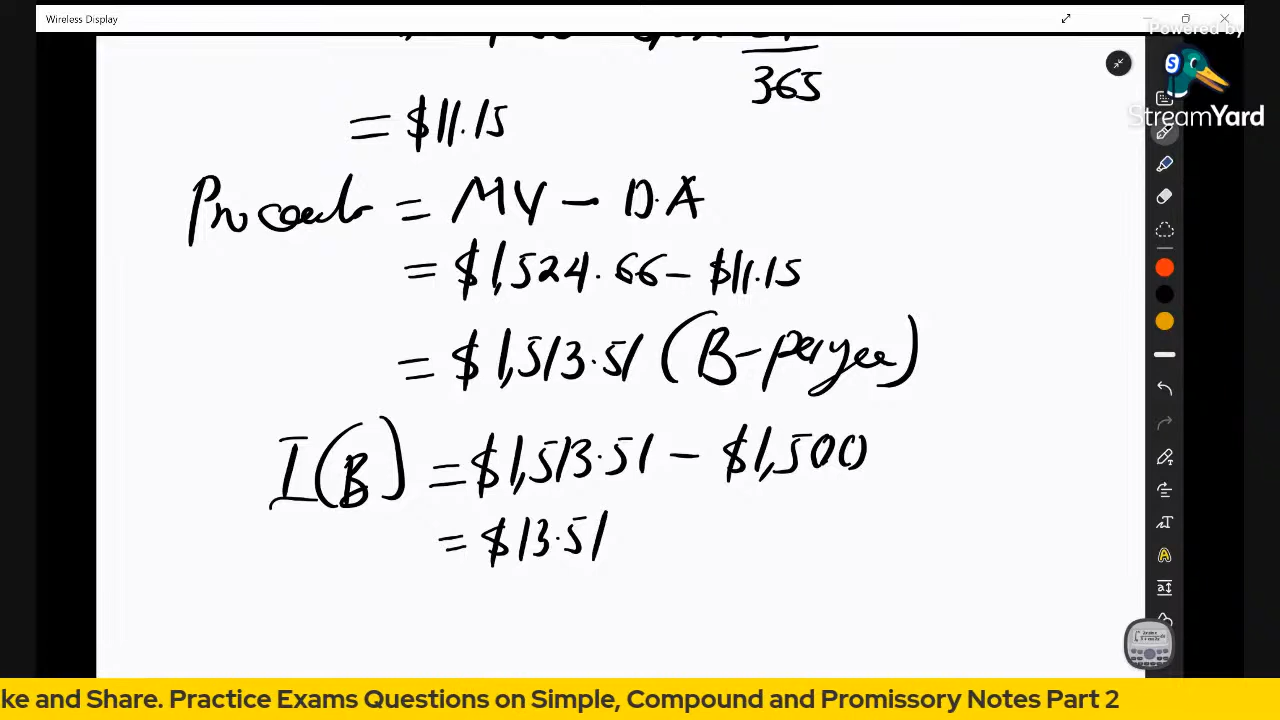 Wireless Display
Powered by
StreamYard
365
= $11.15
Proceeds = MV - D.A
= $1,524.66 - $11.15
= $1,513.51 (B-payee)
I(B) = $1,513.51 - $1,500
= $13.51
ke and Share. Practice Exams Questions on Simple, Compound and Promissory Notes Part 2